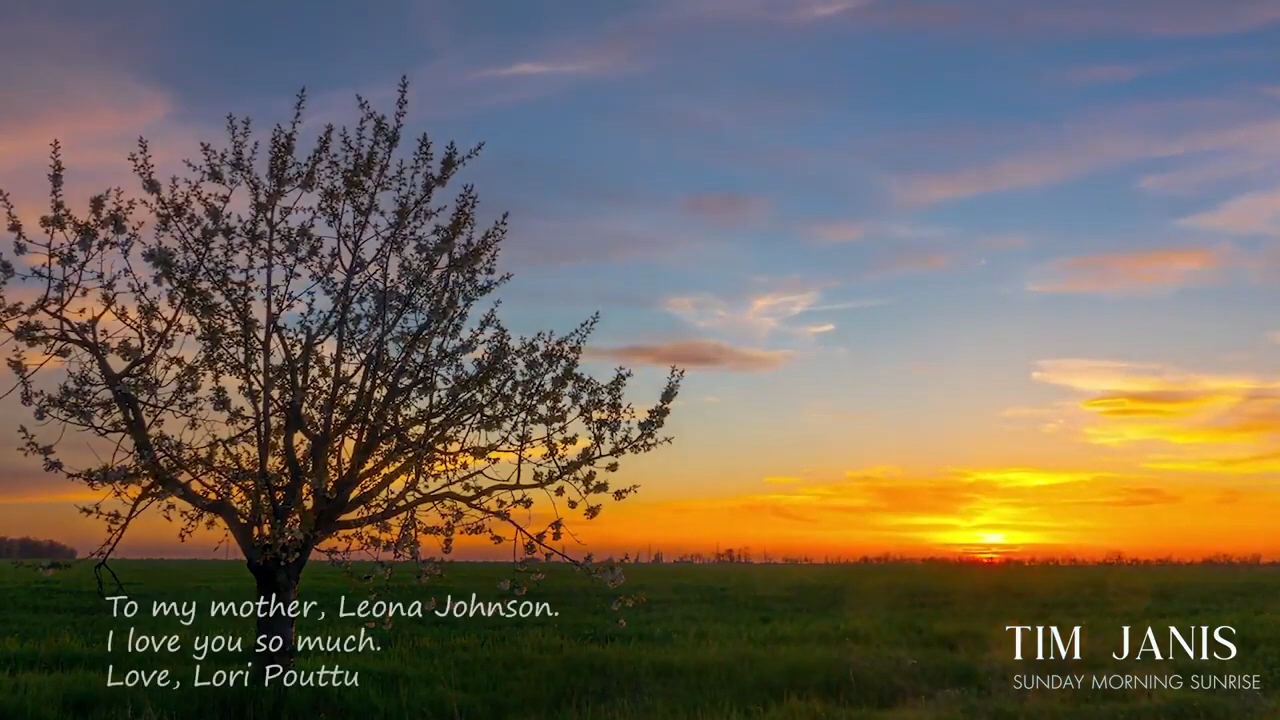 To my mother, Leona Johnson.
I love you so much.
Love, Lori Pouttu
TIM JANIS
SUNDAY MORNING SUNRISE